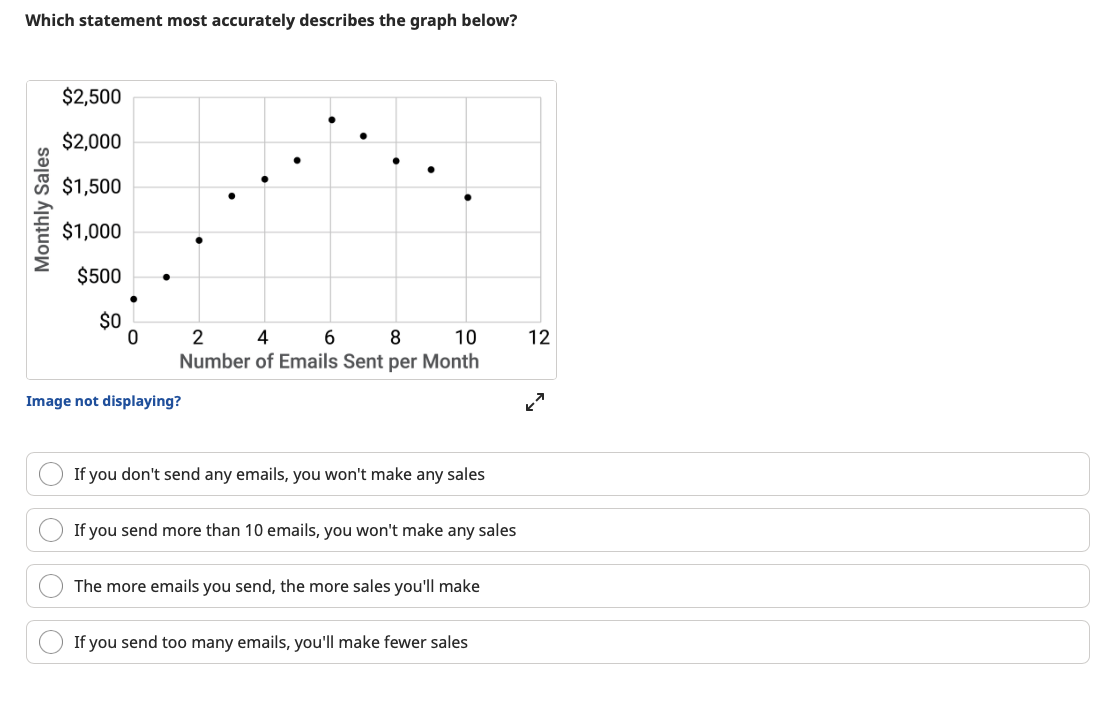 Which statement most accurately describes the graph below?
$2,500
$2,000
$1,500
$1,000
$500
$0
Monthly Sales
0 2 4 6 8 10 12
Number of Emails Sent per Month
Image not displaying?
If you don't send any emails, you won't make any sales
If you send more than 10 emails, you won't make any sales
The more emails you send, the more sales you'll make
If you send too many emails, you'll make fewer sales